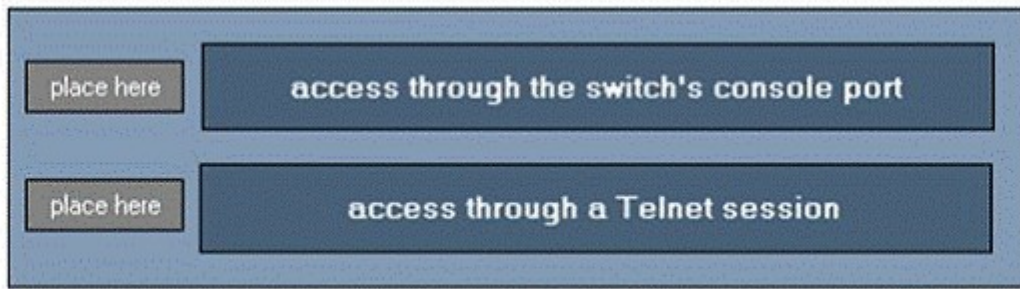 place here
access through the switch's console port
place here
access through a Telnet session